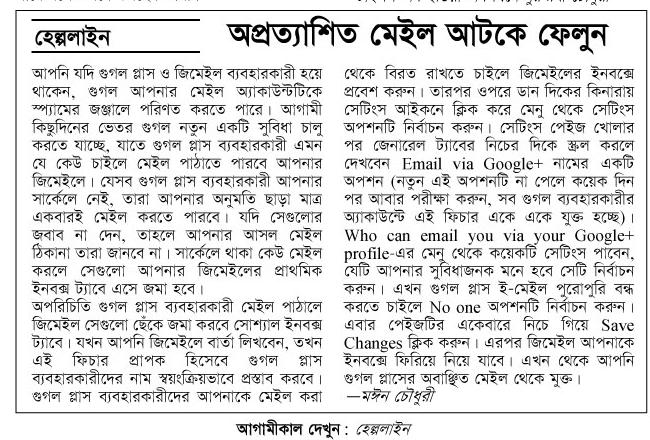 হেল্পলাইন
অপ্রত্যাশিত মেইল আটকে ফেলুন
আপনি যদি গুগল প্লাস ও জিমেইল ব্যবহারকারী হয়ে
থাকেন, গুগল আপনার মেইল অ্যাকাউন্টটিকে
স্প্যামের জঞ্জালে পরিণত করতে পারে। আগামী
কিছুদিনের ভেতর গুগল নতুন একটি সুবিধা চালু
করতে যাচ্ছে, যাতে গুগল প্লাস ব্যবহারকারী এমন
যে কেউ চাইলে মেইল পাঠাতে পারবে আপনার
জিমেইলে। যেসব গুগল প্লাস ব্যবহারকারী আপনার
সার্কেলে নেই, তারা আপনার অনুমতি ছাড়া মাত্র
একবারই মেইল করতে পারবে। যদি সেগুলোর
জবাব না দেন, তাহলে আপনার আসল মেইল
ঠিকানা তারা জানবে না। সার্কেলে থাকা কেউ মেইল
করলে সেগুলো আপনার জিমেইলের প্রাথমিক
ইনবক্স ট্যাবে এসে জমা হবে।
অপরিচিতি গুগল প্লাস ব্যবহারকারী মেইল পাঠালে
জিমেইল সেগুলো ছেঁকে জমা করবে সোশ্যাল ইনবক্স
ট্যাবে। যখন আপনি জিমেইলে বার্তা লিখবেন, তখন
এই ফিচার প্রাপক হিসেবে গুগল প্লাস
ব্যবহারকারীদের নাম স্বয়ংক্রিয়ভাবে প্রস্তাব করবে।
গুগল প্লাস ব্যবহারকারীদের আপনাকে মেইল করা
থেকে বিরত রাখতে চাইলে জিমেইলের ইনবক্সে
প্রবেশ করুন। তারপর ওপরে ডান দিকের কিনারায়
সেটিংস আইকনে ক্লিক করে মেনু থেকে সেটিংস
অপশনটি নির্বাচন করুন। সেটিংস পেইজ খোলার
পর জেনারেল ট্যাবের নিচের দিকে স্ক্রল করলে
দেখবেন Email via Google+ নামের একটি
অপশন (নতুন এই অপশনটি না পেলে কয়েক দিন
পর আবার পরীক্ষা করুন, সব গুগল ব্যবহারকারীর
অ্যাকাউন্টে এই ফিচার একে একে যুক্ত হচ্ছে)।
Who can email you via your Google+
profile-এর মেনু থেকে কয়েকটি সেটিংস পাবেন,
যেটি আপনার সুবিধাজনক মনে হবে সেটি নির্বাচন
করুন। এখন গুগল প্লাস ই-মেইল পুরোপুরি বন্ধ
করতে চাইলে No one অপশনটি নির্বাচন করুন।
এবার পেইজটির একেবারে নিচে গিয়ে Save
Changes ক্লিক করুন। এরপর জিমেইল আপনাকে
ইনবক্সে ফিরিয়ে নিয়ে যাবে। এখন থেকে আপনি
গুগল প্লাসের অবাঞ্ছিত মেইল থেকে মুক্ত।
—মঈন চৌধুরী
আগামীকাল দেখুন : হেল্পলাইন